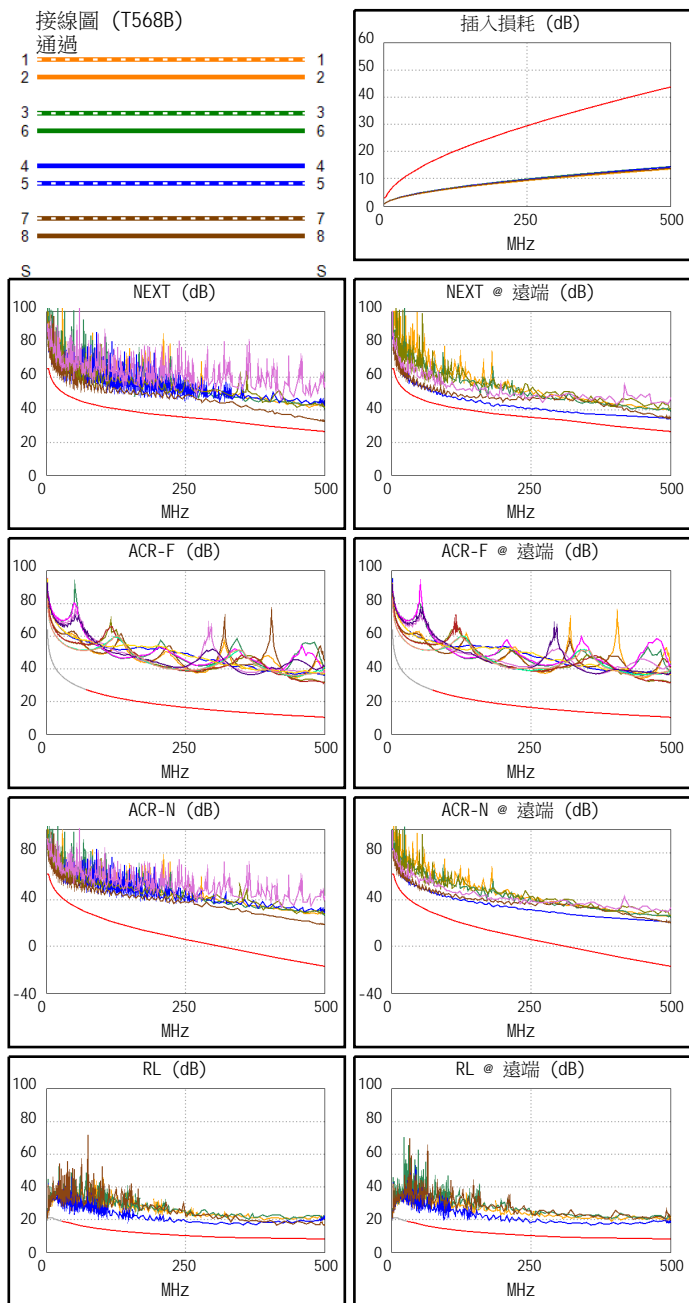 接線圖 (T568B)
通過
1 1
2 2
3 3
6 6
4 4
5 5
7 7
8 8
S S
插入損耗 (dB)
60
50
40
30
20
10
0
0 250 500
MHz
NEXT (dB)
100
80
60
40
20
0
0 250 500
MHz
NEXT @ 遠端 (dB)
100
80
60
40
20
0
0 250 500
MHz
ACR-F (dB)
100
80
60
40
20
0
0 250 500
MHz
ACR-F @ 遠端 (dB)
100
80
60
40
20
0
0 250 500
MHz
ACR-N (dB)
80
40
0
-40
0 250 500
MHz
ACR-N @ 遠端 (dB)
80
40
0
-40
0 250 500
MHz
RL (dB)
100
80
60
40
20
0
0 250 500
MHz
RL @ 遠端 (dB)
100
80
60
40
20
0
0 250 500
MHz